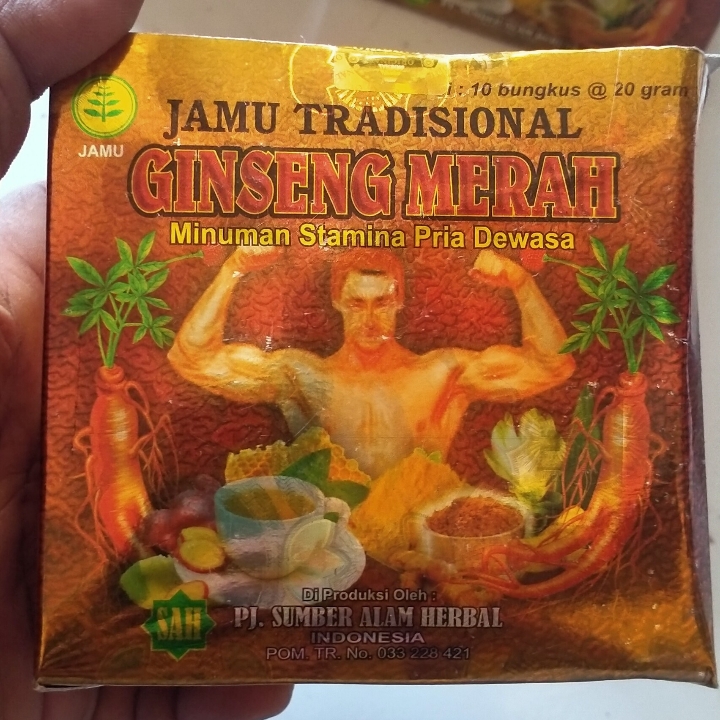 i : 10 bungkus @ 20 gram
JAMU TRADISIONAL
JAMU
GINSENG MERAH
Minuman Stamina Pria Dewasa
Di Produksi Oleh :
SAH
PJ. SUMBER ALAM HERBAL
INDONESIA
POM. TR. No. 033 228 421